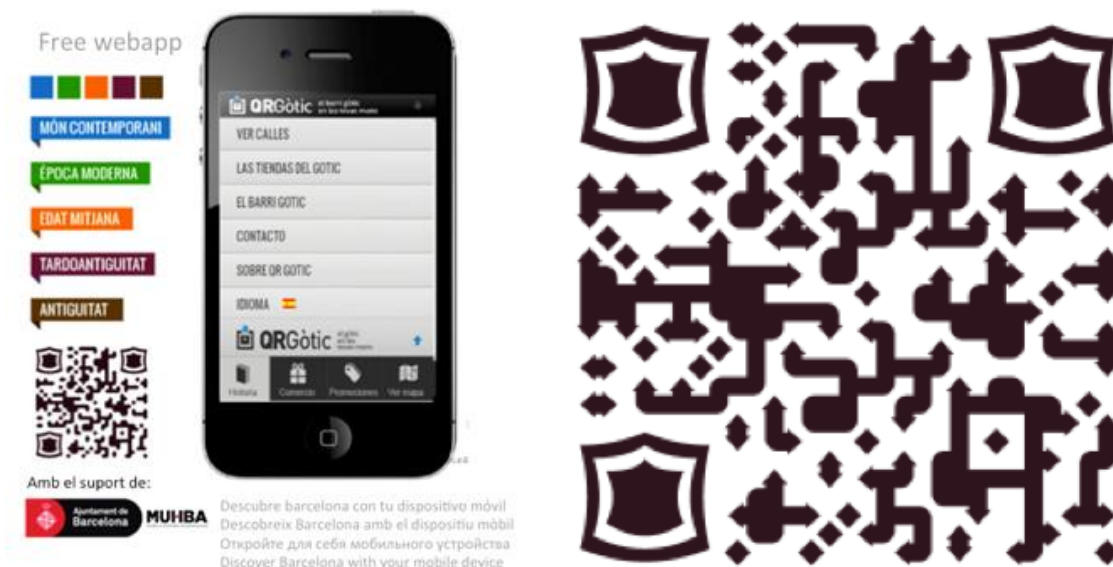 Free webapp
MÓN CONTEMPORANI
ÉPOCA MODERNA
EDAT MITJANA
TARDOANTIGUITAT
ANTIGUITAT
Amb el suport de:
Ajuntament de
Barcelona
MUHBA
QRGòtic
VER CALLES
LAS TIENDAS DEL GOTIC
EL BARRI GOTIC
CONTACTO
SOBRE QR GOTIC
IDIOMA
QRGòtic
Historia Comercio Promociones Ver mapa
Descubre barcelona con tu dispositivo móvil
Descobreix Barcelona amb el dispositiu mòbil
Откройте для себя мобильного устройства
Discover Barcelona with your mobile device